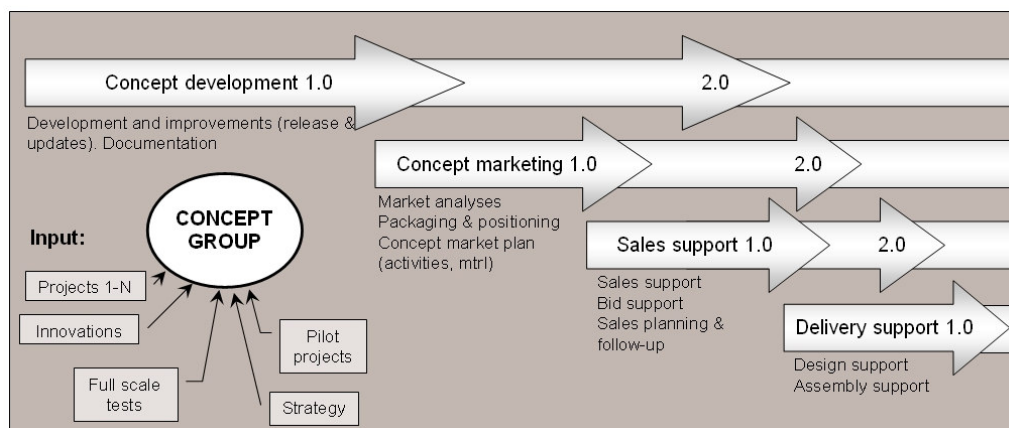 Concept development 1.0
2.0
Development and improvements (release &
updates). Documentation
Concept marketing 1.0
2.0
Market analyses
Packaging & positioning
Concept market plan
(activities, mtrl)
CONCEPT
GROUP
Input:
Projects 1-N
Innovations
Full scale
tests
Strategy
Pilot
projects
Sales support 1.0
2.0
Sales support
Bid support
Sales planning &
follow-up
Delivery support 1.0
Design support
Assembly support